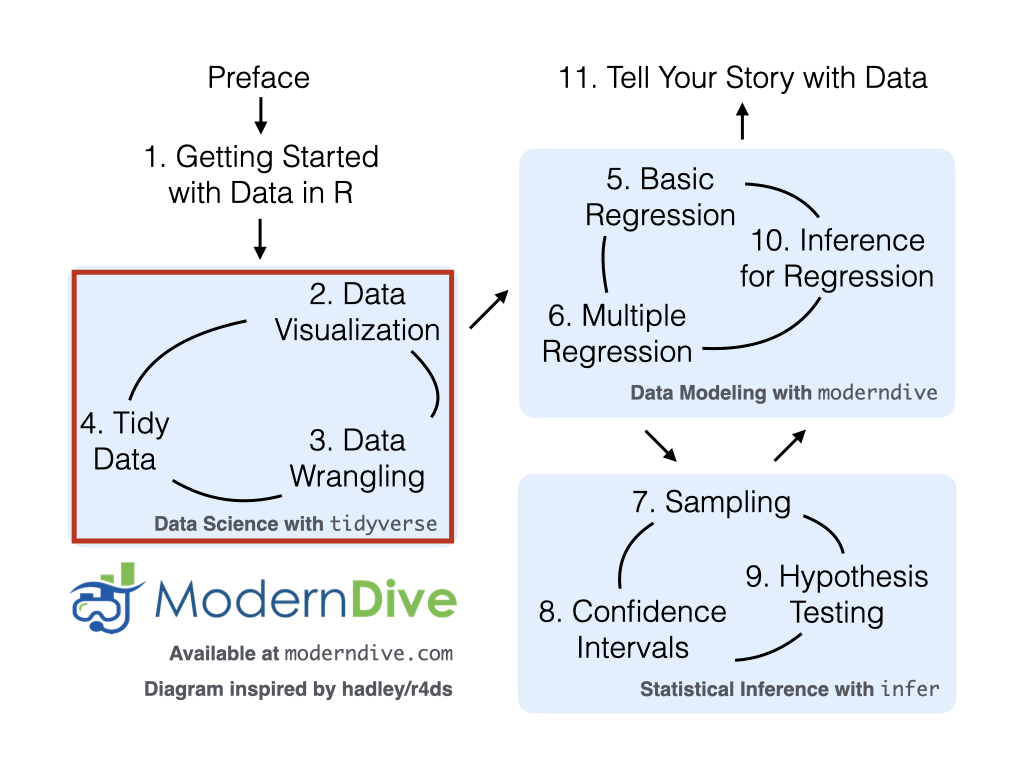 Preface
1. Getting Started
with Data in R
2. Data
Visualization
4. Tidy
Data
3. Data
Wrangling
Data Science with tidyverse
ModernDive
Available at moderndive.com
Diagram inspired by hadley/r4ds
11. Tell Your Story with Data
5. Basic
Regression
10. Inference
for Regression
6. Multiple
Regression
Data Modeling with moderndive
7. Sampling
9. Hypothesis
Testing
8. Confidence
Intervals
Statistical Inference with infer